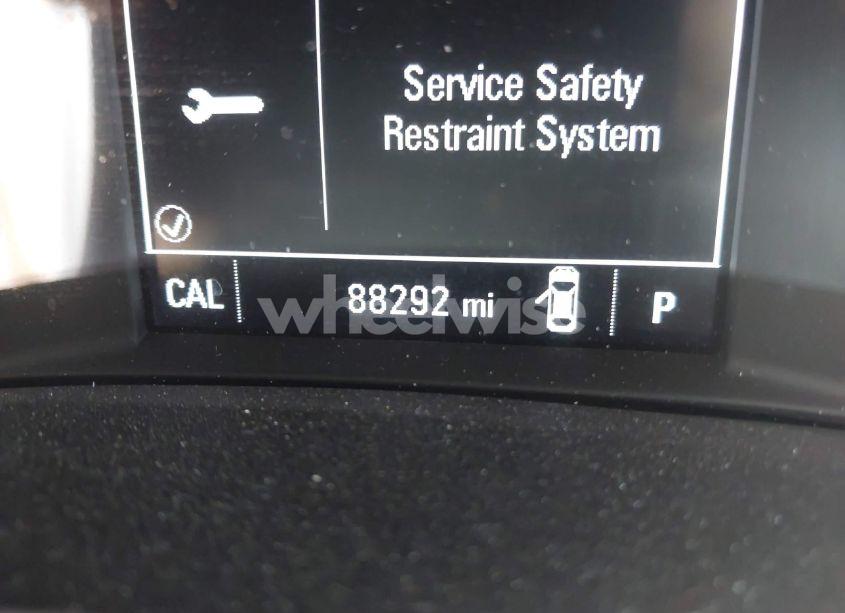 Service Safety
Restraint System
CAL 88292 mi P
wheelwise